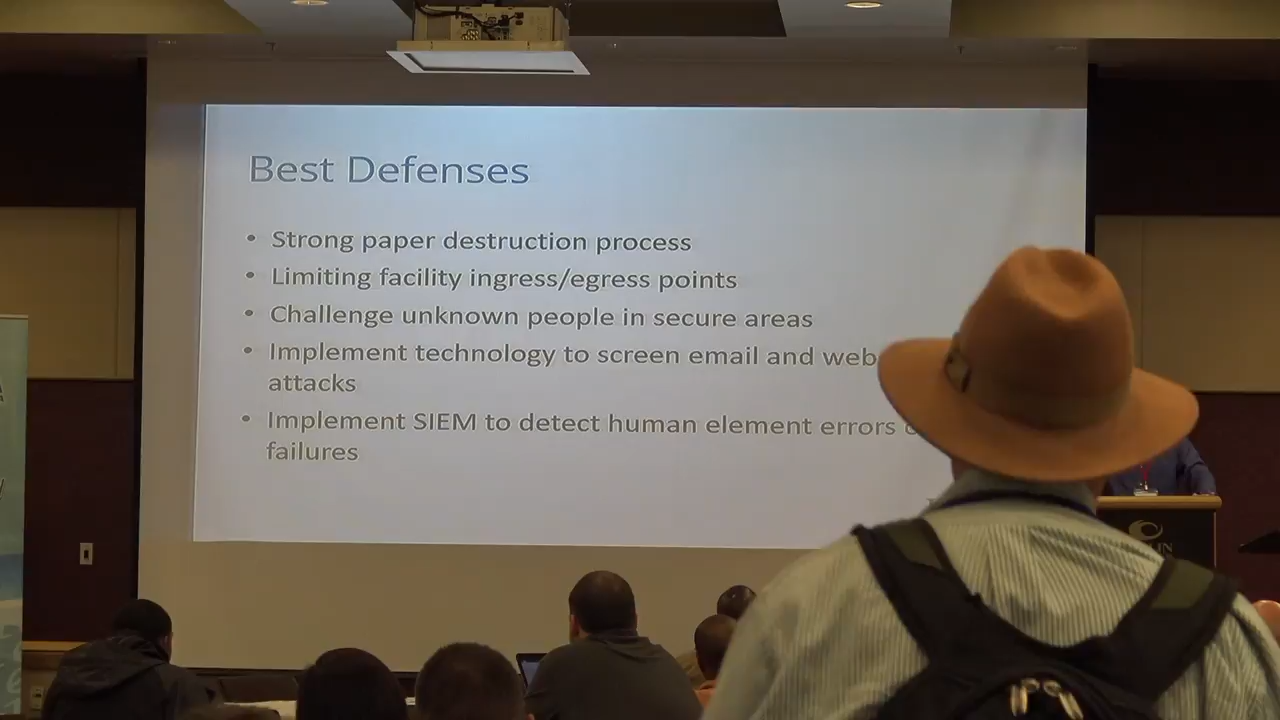 Best Defenses
• Strong paper destruction process
• Limiting facility ingress/egress points
• Challenge unknown people in secure areas
• Implement technology to screen email and web
attacks
• Implement SIEM to detect human element errors
failures